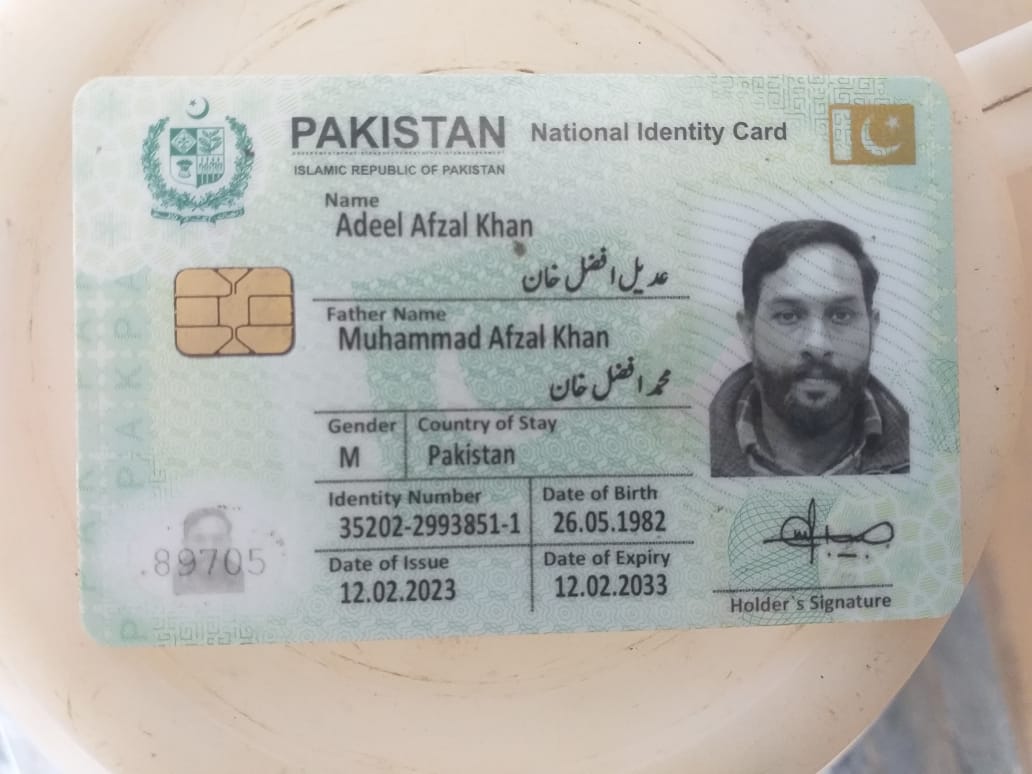 PAKISTAN National Identity Card
ISLAMIC REPUBLIC OF PAKISTAN
Name
Adeel Afzal Khan
عدیل افضل خان
Father Name
Muhammad Afzal Khan
محمد افضل خان
Gender Country of Stay
M Pakistan
Identity Number Date of Birth
35202-2993851-1 26.05.1982
Date of Issue Date of Expiry
12.02.2023 12.02.2033
89705
Holder`s Signature